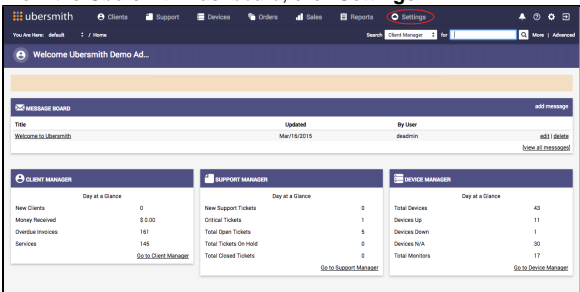 ubersmith Clients Support Devices Orders Sales Reports Settings
You Are Here: default / Home Search Client Manager for More | Advanced
Welcome Ubersmith Demo Ad...
MESSAGE BOARD add message
Title Updated By User
Welcome to Ubersmith Mar/16/2015 deadmin edit | delete
[view all messages]
CLIENT MANAGER
Day at a Glance
New Clients 0
Money Received $ 0.00
Overdue Invoices 161
Services 145
Go to Client Manager
SUPPORT MANAGER
Day at a Glance
New Support Tickets 0
Critical Tickets 1
Total Open Tickets 5
Total Tickets On Hold 0
Total Closed Tickets 0
Go to Support Manager
DEVICE MANAGER
Day at a Glance
Total Devices 43
Devices Up 11
Devices Down 1
Devices N/A 30
Total Monitors 17
Go to Device Manager